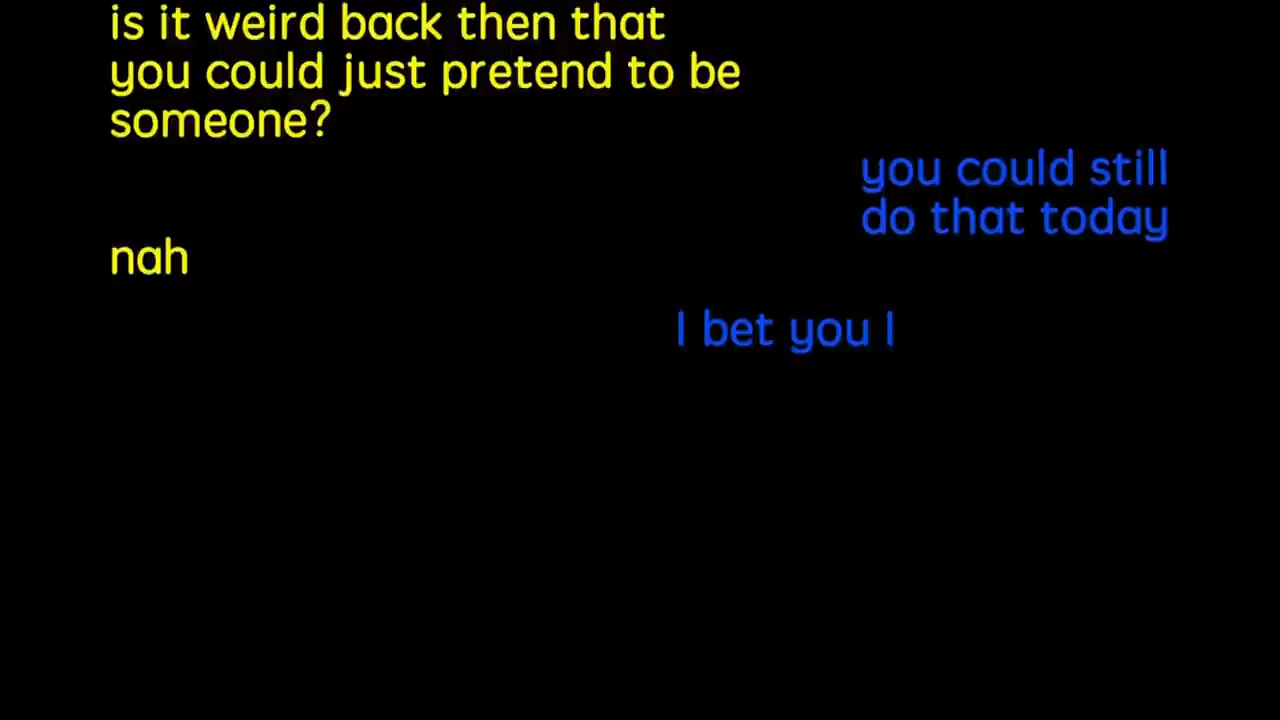 is it weird back then that
you could just pretend to be
someone?
you could still
do that today
nah
I bet you I